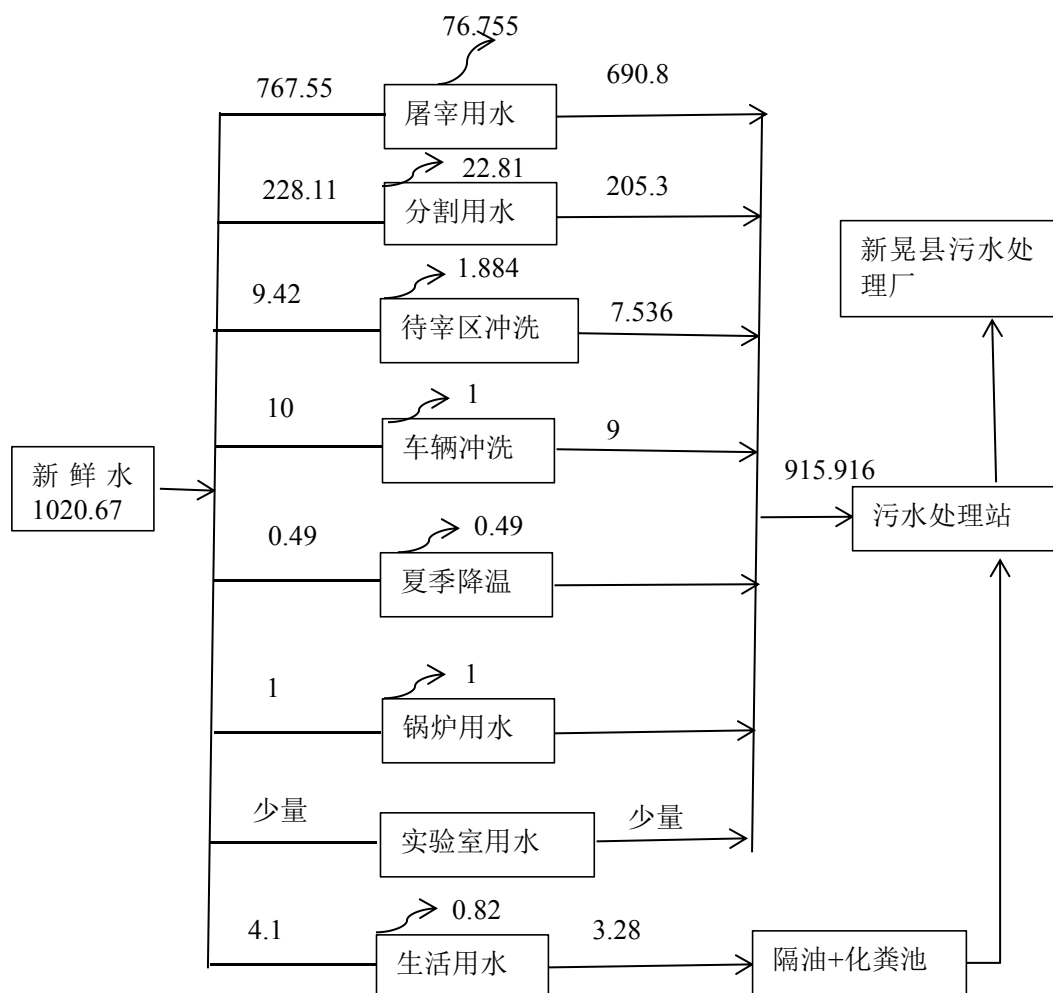 76.755
767.55
690.8
屠宰用水
228.11
22.81
205.3
分割用水
9.42
1.884
7.536
待宰区冲洗
10
1
9
车辆冲洗
新鲜水
1020.67
0.49
0.49
夏季降温
1
1
锅炉用水
少量
少量
实验室用水
4.1
0.82
3.28
生活用水
隔油+化粪池
915.916
污水处理站
新晃县污水处
理厂